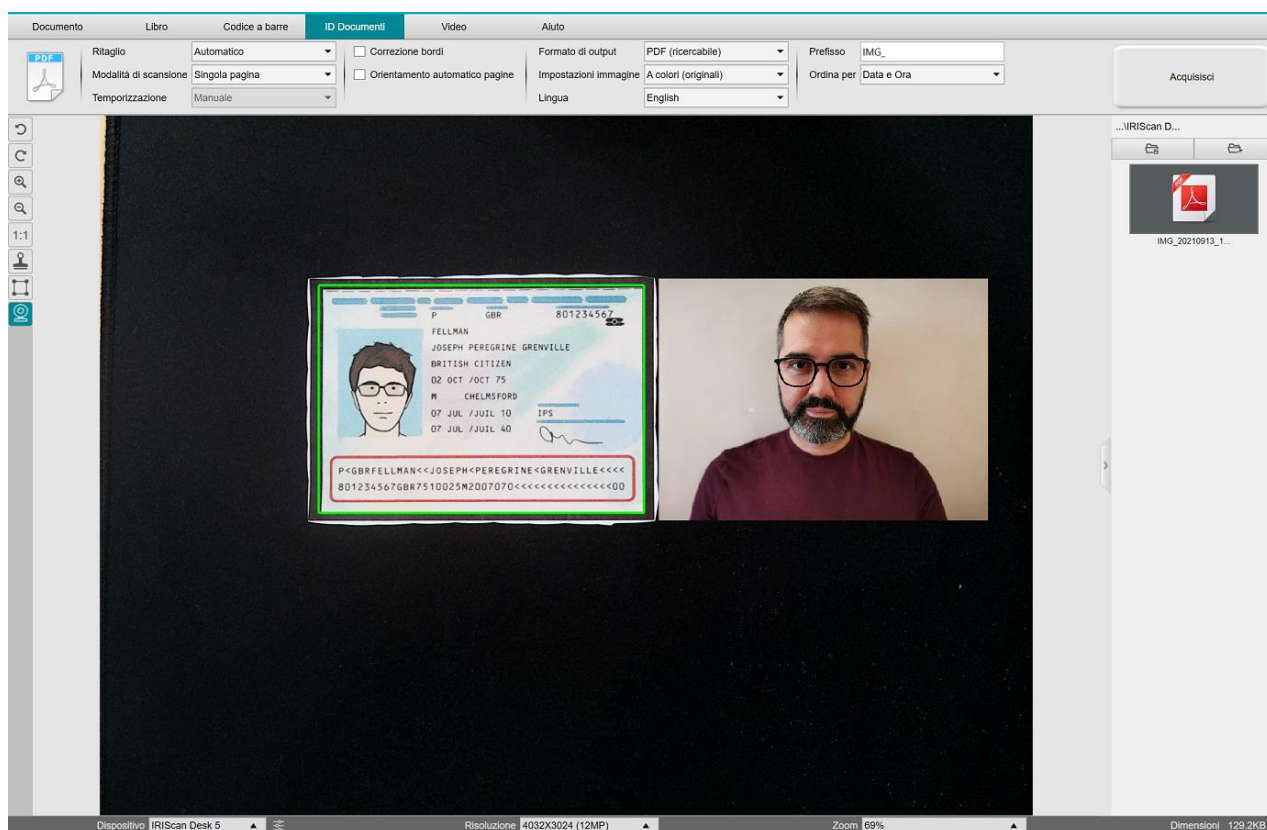 Documento Libro Codice a barre ID Documenti Video Aiuto
PDF
Ritaglio Automatico
Modalità di scansione Singola pagina
Temporizzazione Manuale
Correzione bordi
Orientamento automatico pagine
Formato di output PDF (ricercabile)
Impostazioni immagine A colori (originali)
Lingua English
Prefisso IMG_
Ordina per Data e Ora
Acquisisci
1:1
...\IRIScan D...
PDF
IMG_20210913_1...
P GBR 801234567
FELLMAN
JOSEPH PEREGRINE GRENVILLE
BRITISH CITIZEN
02 OCT /OCT 75
M CHELMSFORD
07 JUL /JUIL 10 IPS
07 JUL /JUIL 40
P<GBRFELLMAN<<JOSEPH<PEREGRINE<GRENVILLE<<<<
801234567GBR7510025M2007070<<<<<<<<<<<<<<<00
Dispositivo IRIScan Desk 5 Risoluzione 4032X3024 (12MP) Zoom 69% Dimensioni 129.2KB